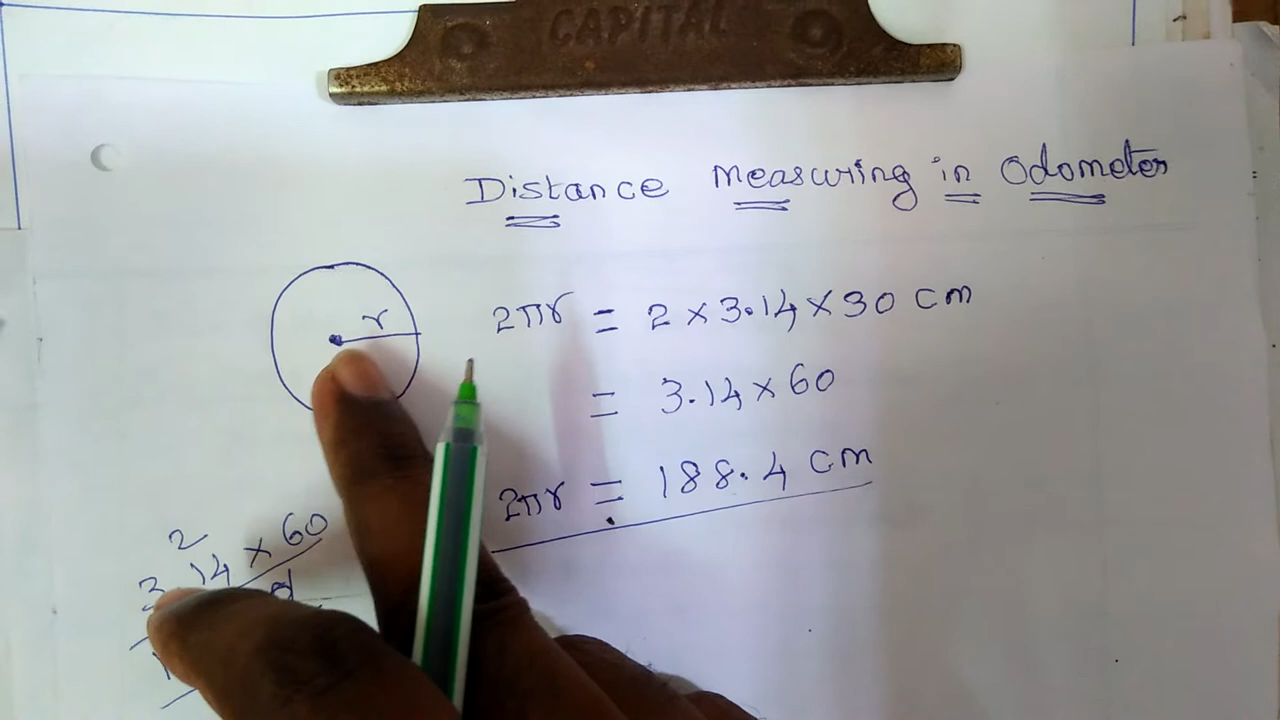 CAPITAL
Distance Measuring in Odometer
r
2πr = 2 × 3.14 × 30 cm
= 3.14 × 60
2πr = 188.4 cm
2
3 14 × 60